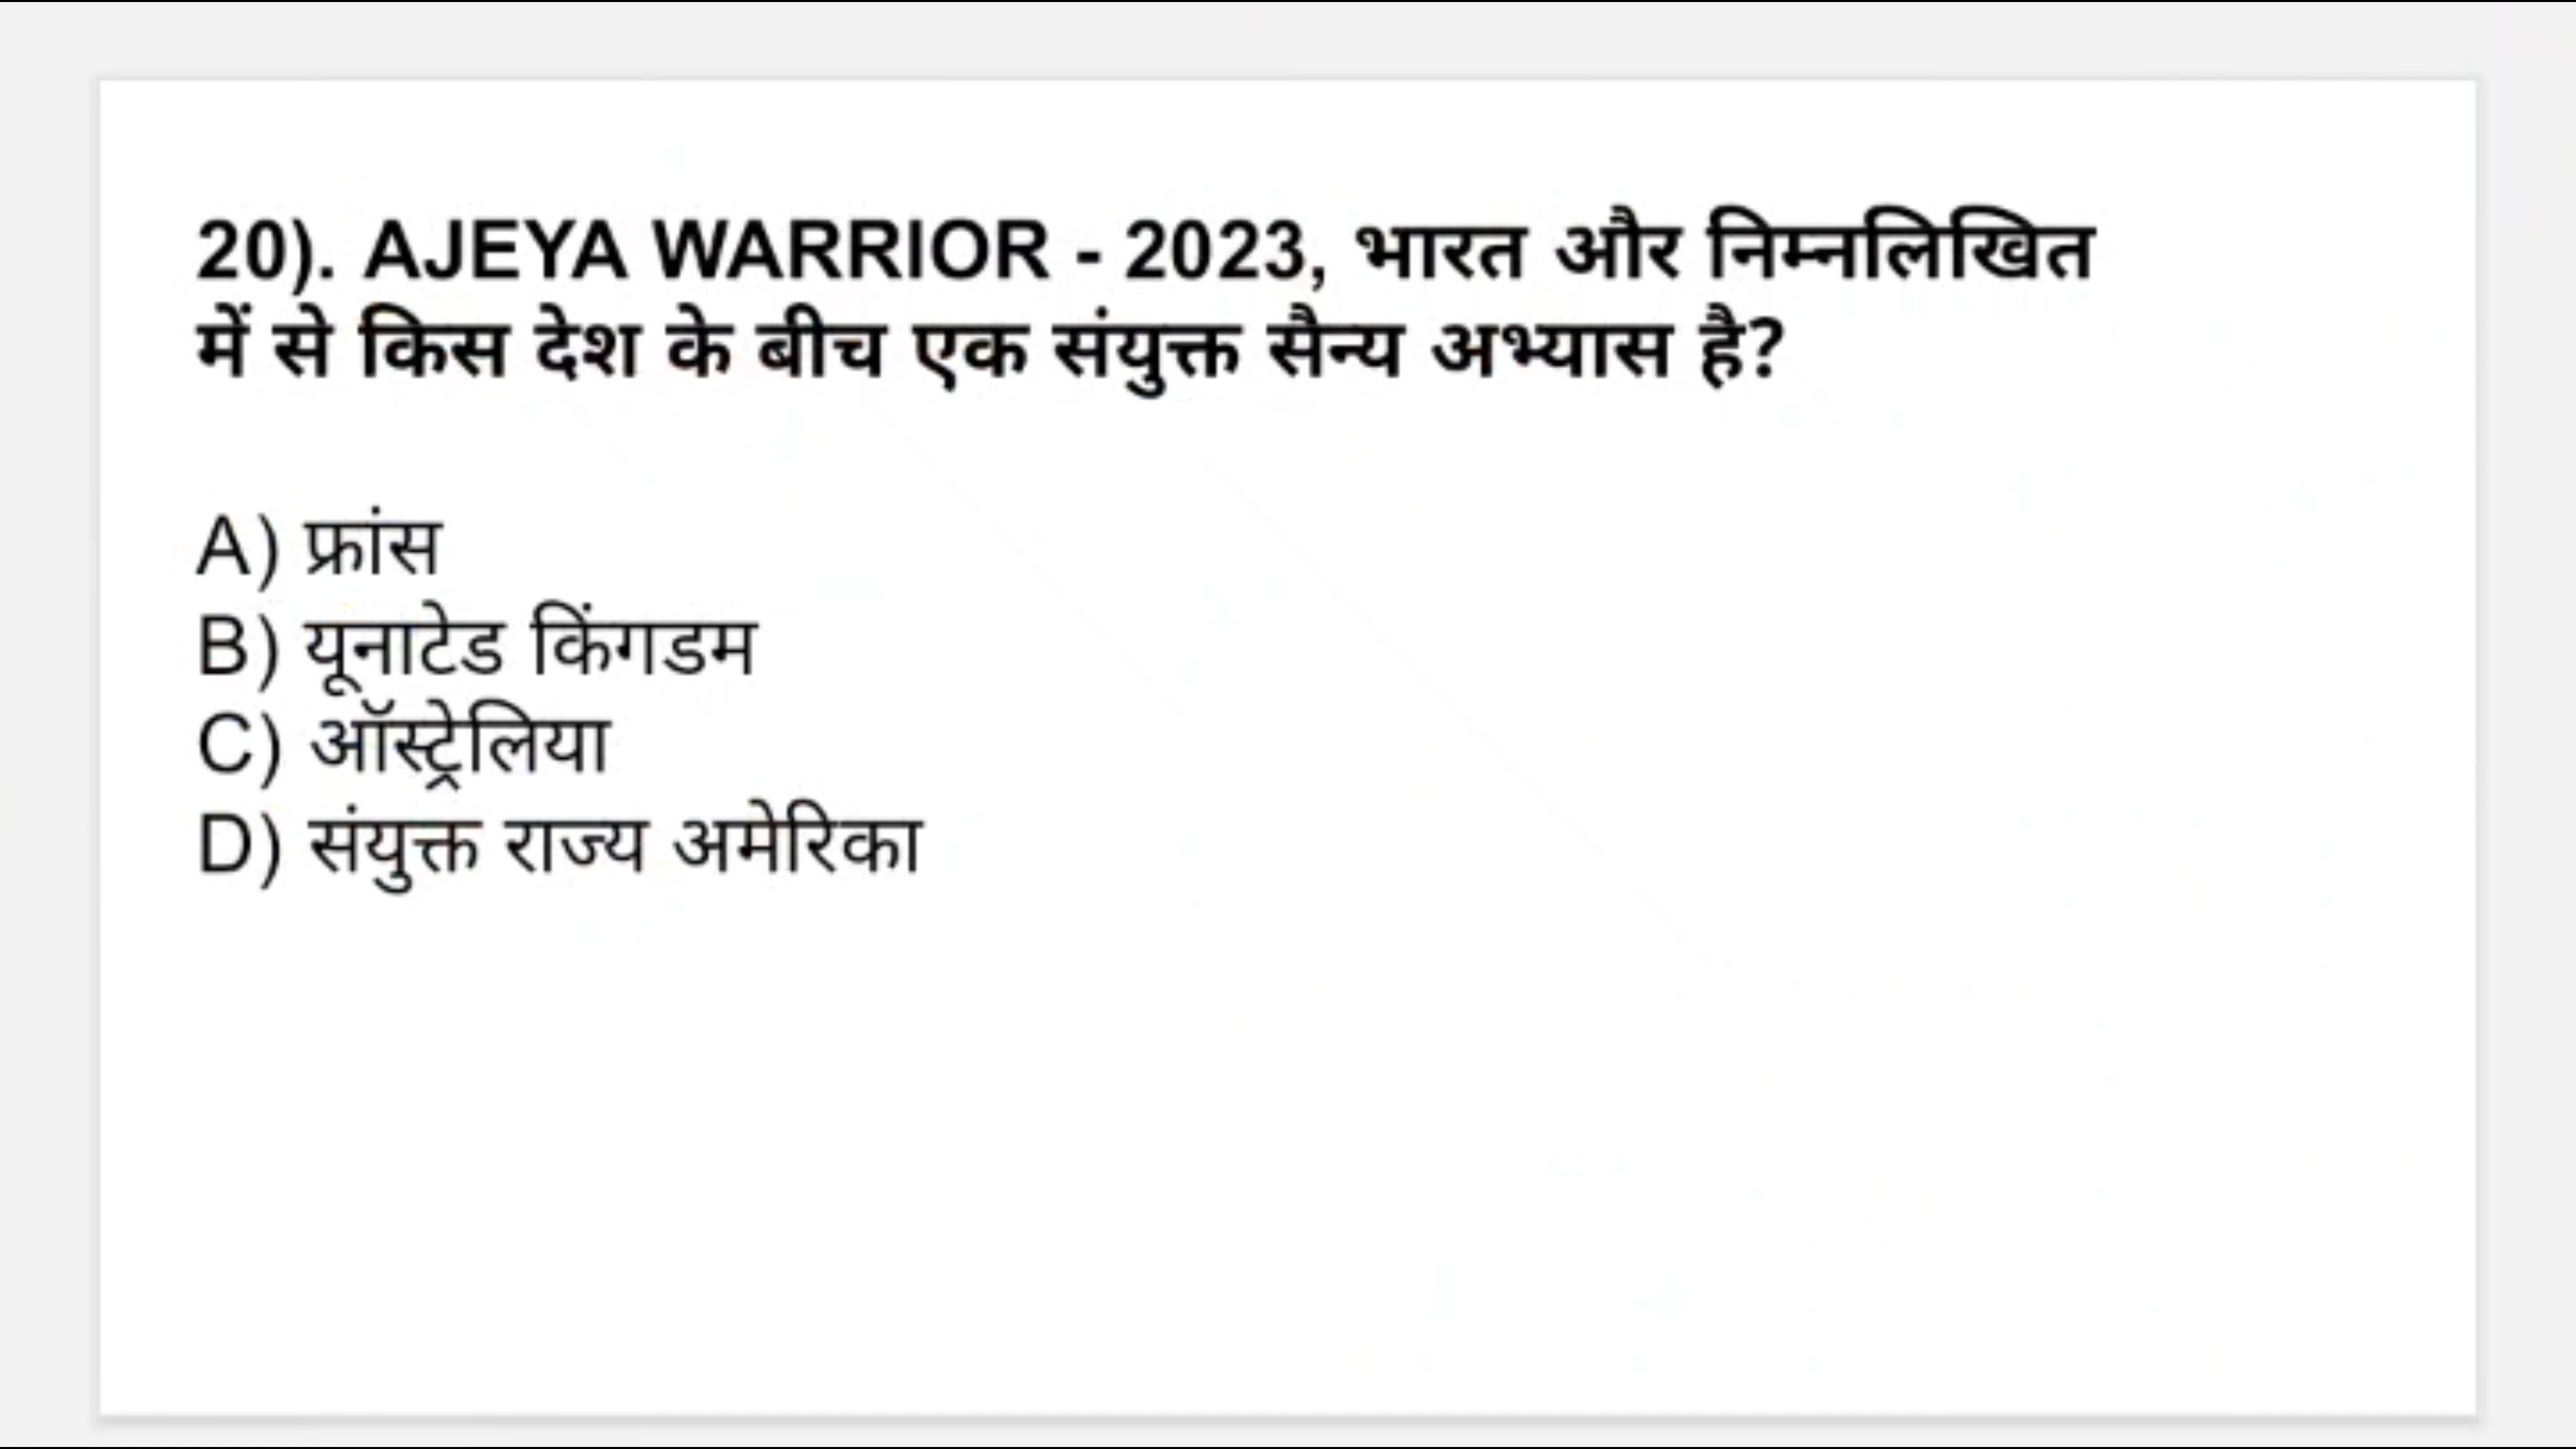 20). AJEYA WARRIOR - 2023, भारत और निम्नलिखित
में से किस देश के बीच एक संयुक्त सैन्य अभ्यास है?
A) फ्रांस
B) यूनाटेड किंगडम
C) ऑस्ट्रेलिया
D) संयुक्त राज्य अमेरिका